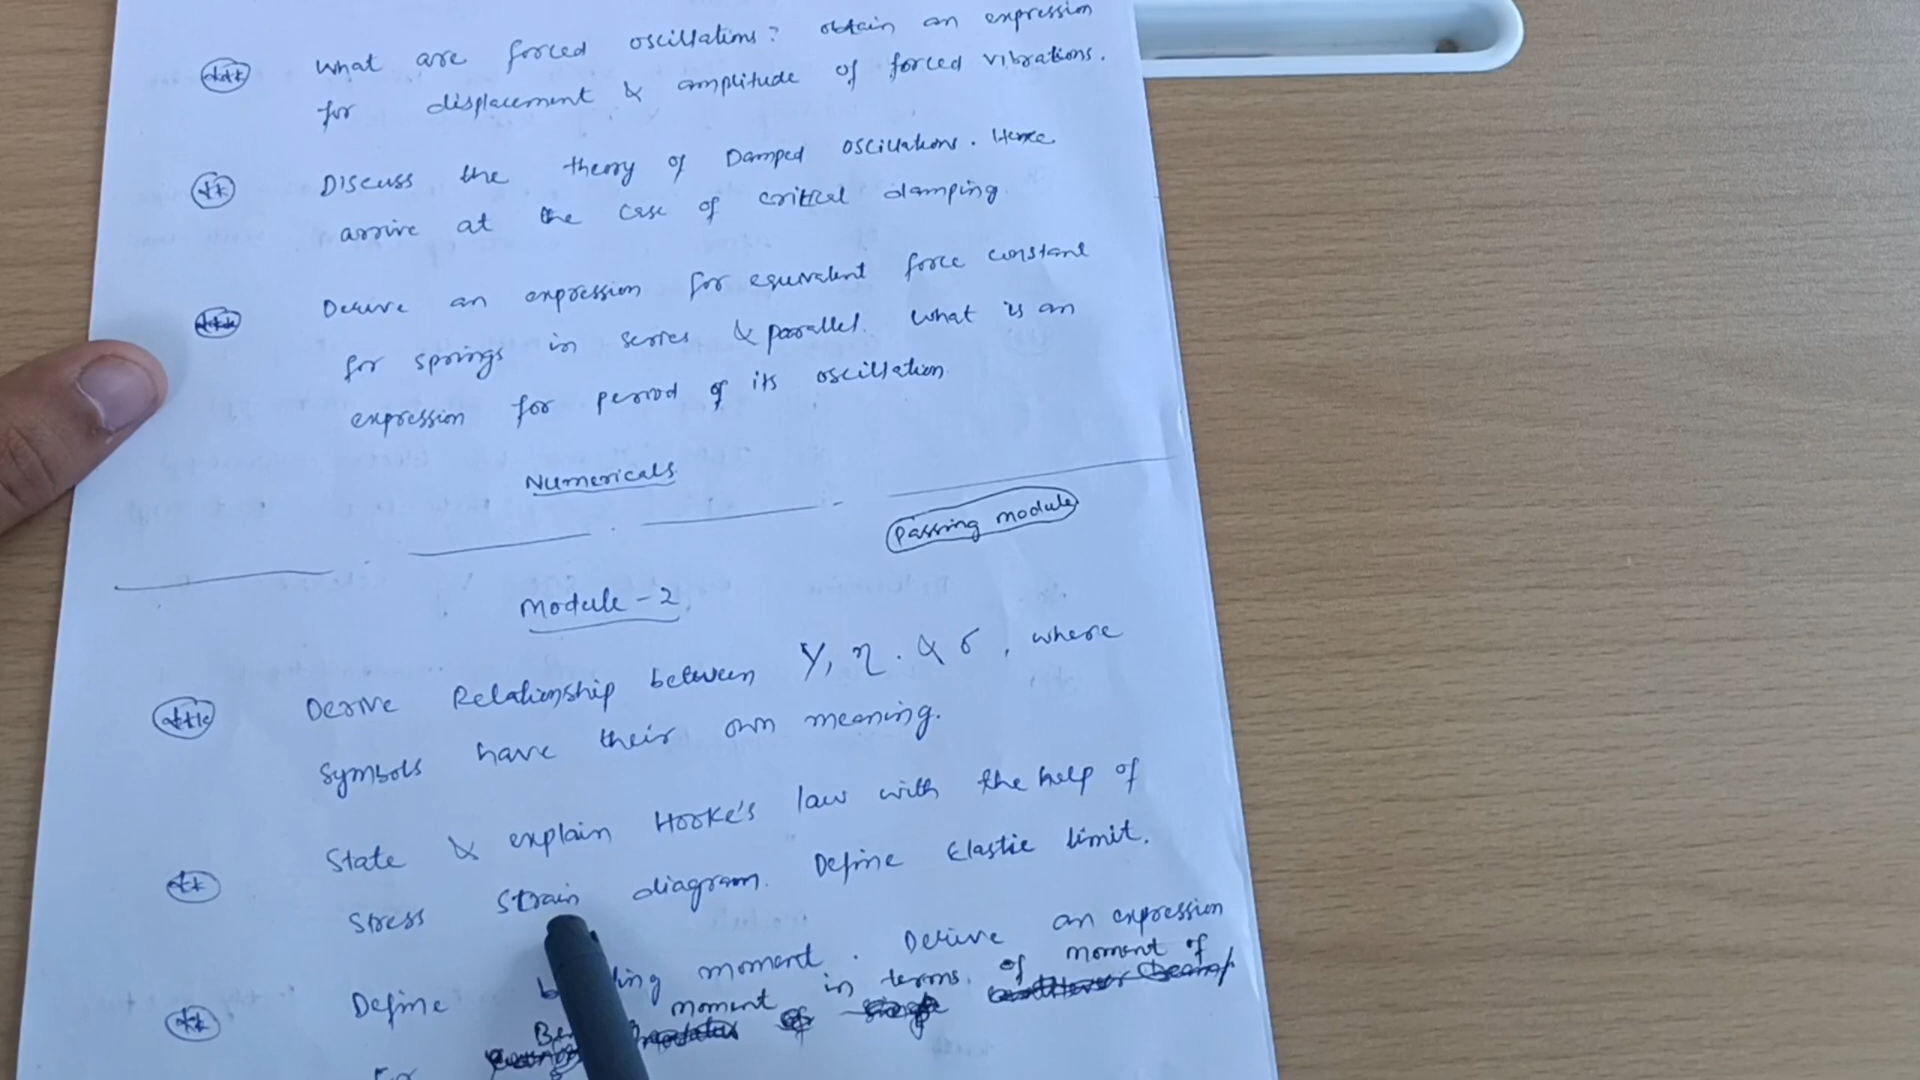 What are forced oscillations? obtain an expression
for displacement & amplitude of forced vibrations.
Discuss the theory of Damped oscillations. Hence
arrive at the case of critical damping.
Derive an expression for equivalent force constant
for springs in series & parallel. What is an
expression for period of its oscillation
Numericals
Passing module
Module - 2
Derive Relationship between Y, η. & σ, where
symbols have their own meaning.
State & explain Hooke's law with the help of
stress strain diagram. Define Elastic limit.
Define moment. Derive an expression
moment in terms of moment of